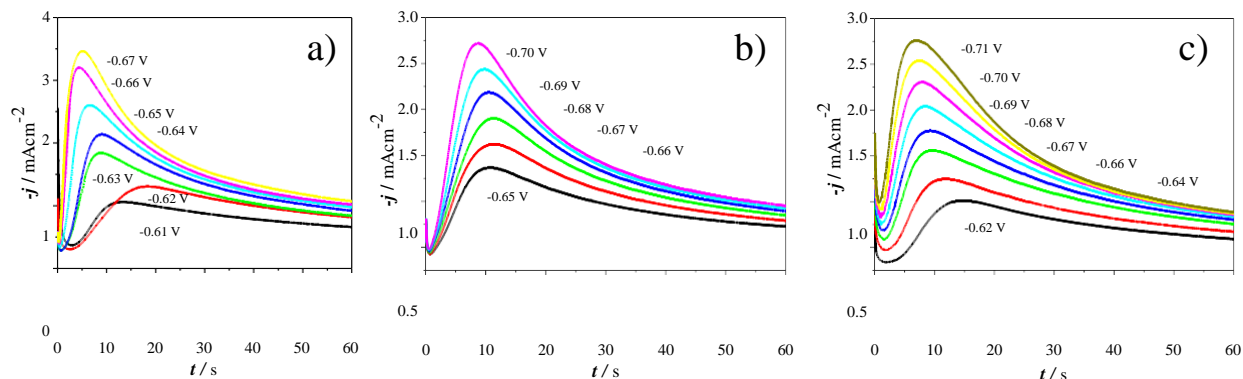 a)
-j / mAcm-2
4
3
2
1
0
-0.67 V
-0.66 V
-0.65 V
-0.64 V
-0.63 V
-0.62 V
-0.61 V
0 10 20 30 40 50 60
t / s
b)
-j / mAcm-2
3.0
2.5
2.0
1.5
1.0
0.5
-0.70 V
-0.69 V
-0.68 V
-0.67 V
-0.66 V
-0.65 V
0 10 20 30 40 50 60
t / s
c)
-j / mAcm-2
3.0
2.5
2.0
1.5
1.0
0.5
-0.71 V
-0.70 V
-0.69 V
-0.68 V
-0.67 V
-0.66 V
-0.64 V
-0.62 V
0 10 20 30 40 50 60
t / s